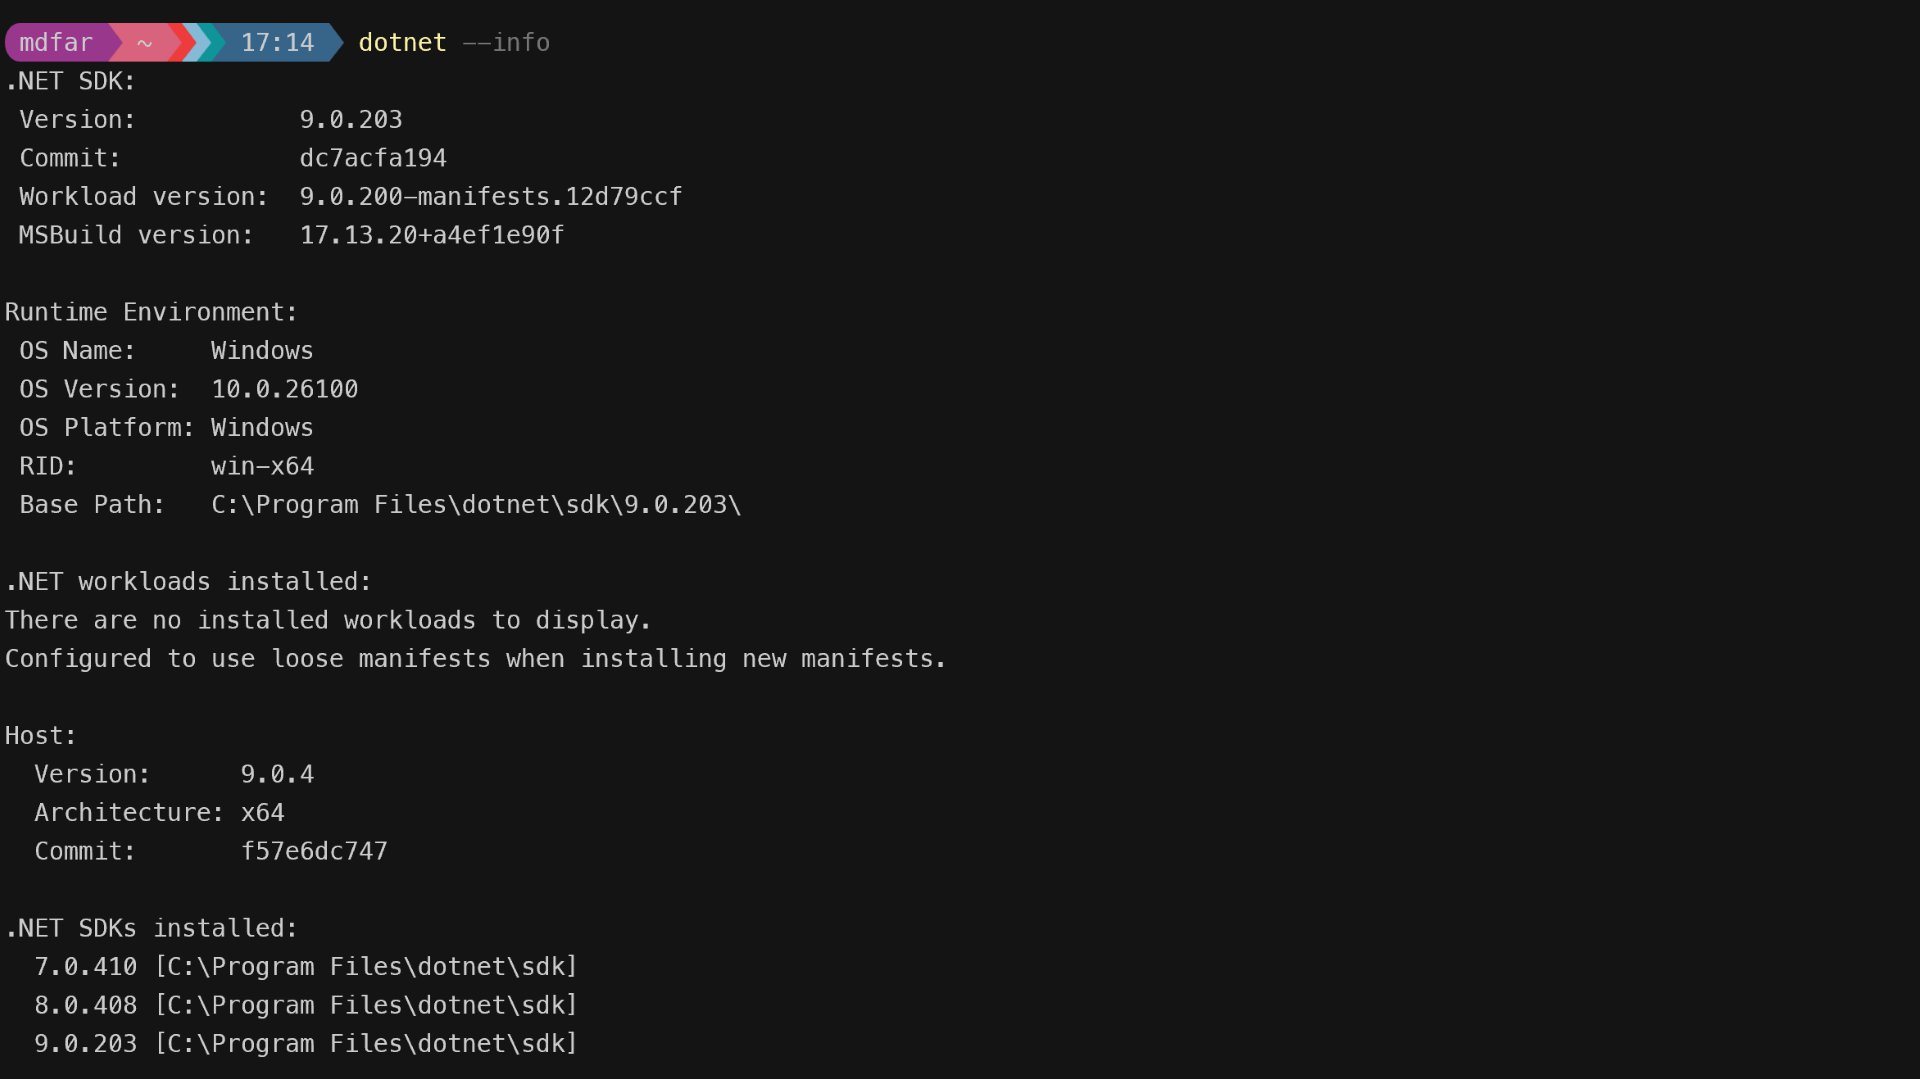 mdfar ~ 17:14 dotnet --info
.NET SDK:
 Version:           9.0.203
 Commit:            dc7acfa194
 Workload version:  9.0.200-manifests.12d79ccf
 MSBuild version:   17.13.20+a4ef1e90f

Runtime Environment:
 OS Name:     Windows
 OS Version:  10.0.26100
 OS Platform: Windows
 RID:         win-x64
 Base Path:   C:\Program Files\dotnet\sdk\9.0.203\

.NET workloads installed:
There are no installed workloads to display.
Configured to use loose manifests when installing new manifests.

Host:
  Version:      9.0.4
  Architecture: x64
  Commit:       f57e6dc747

.NET SDKs installed:
  7.0.410 [C:\Program Files\dotnet\sdk]
  8.0.408 [C:\Program Files\dotnet\sdk]
  9.0.203 [C:\Program Files\dotnet\sdk]